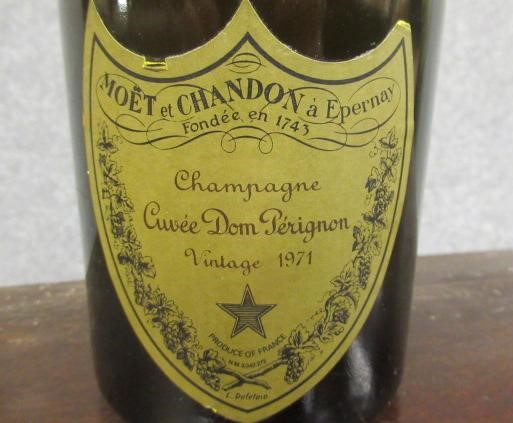 MOËT et CHANDON à Epernay
Fondée en 1743
Champagne
Cuvée Dom Pérignon
Vintage 1971
PRODUCE OF FRANCE